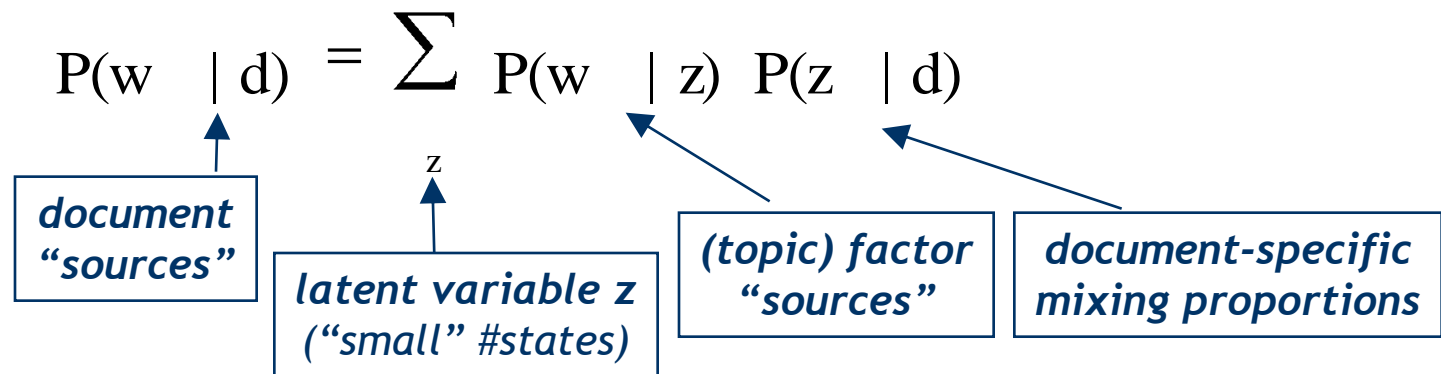 P(w | d) = ∑ P(w | z) P(z | d)
z
document
“sources”
latent variable z
(“small” #states)
(topic) factor
“sources”
document-specific
mixing proportions